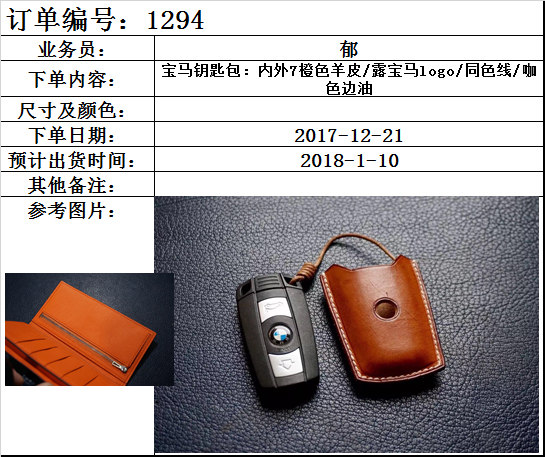 订单编号：1294
业务员： 郁
下单内容： 宝马钥匙包：内外7橙色羊皮/露宝马logo/同色线/咖
色边油
尺寸及颜色：
下单日期： 2017-12-21
预计出货时间： 2018-1-10
其他备注：
参考图片：